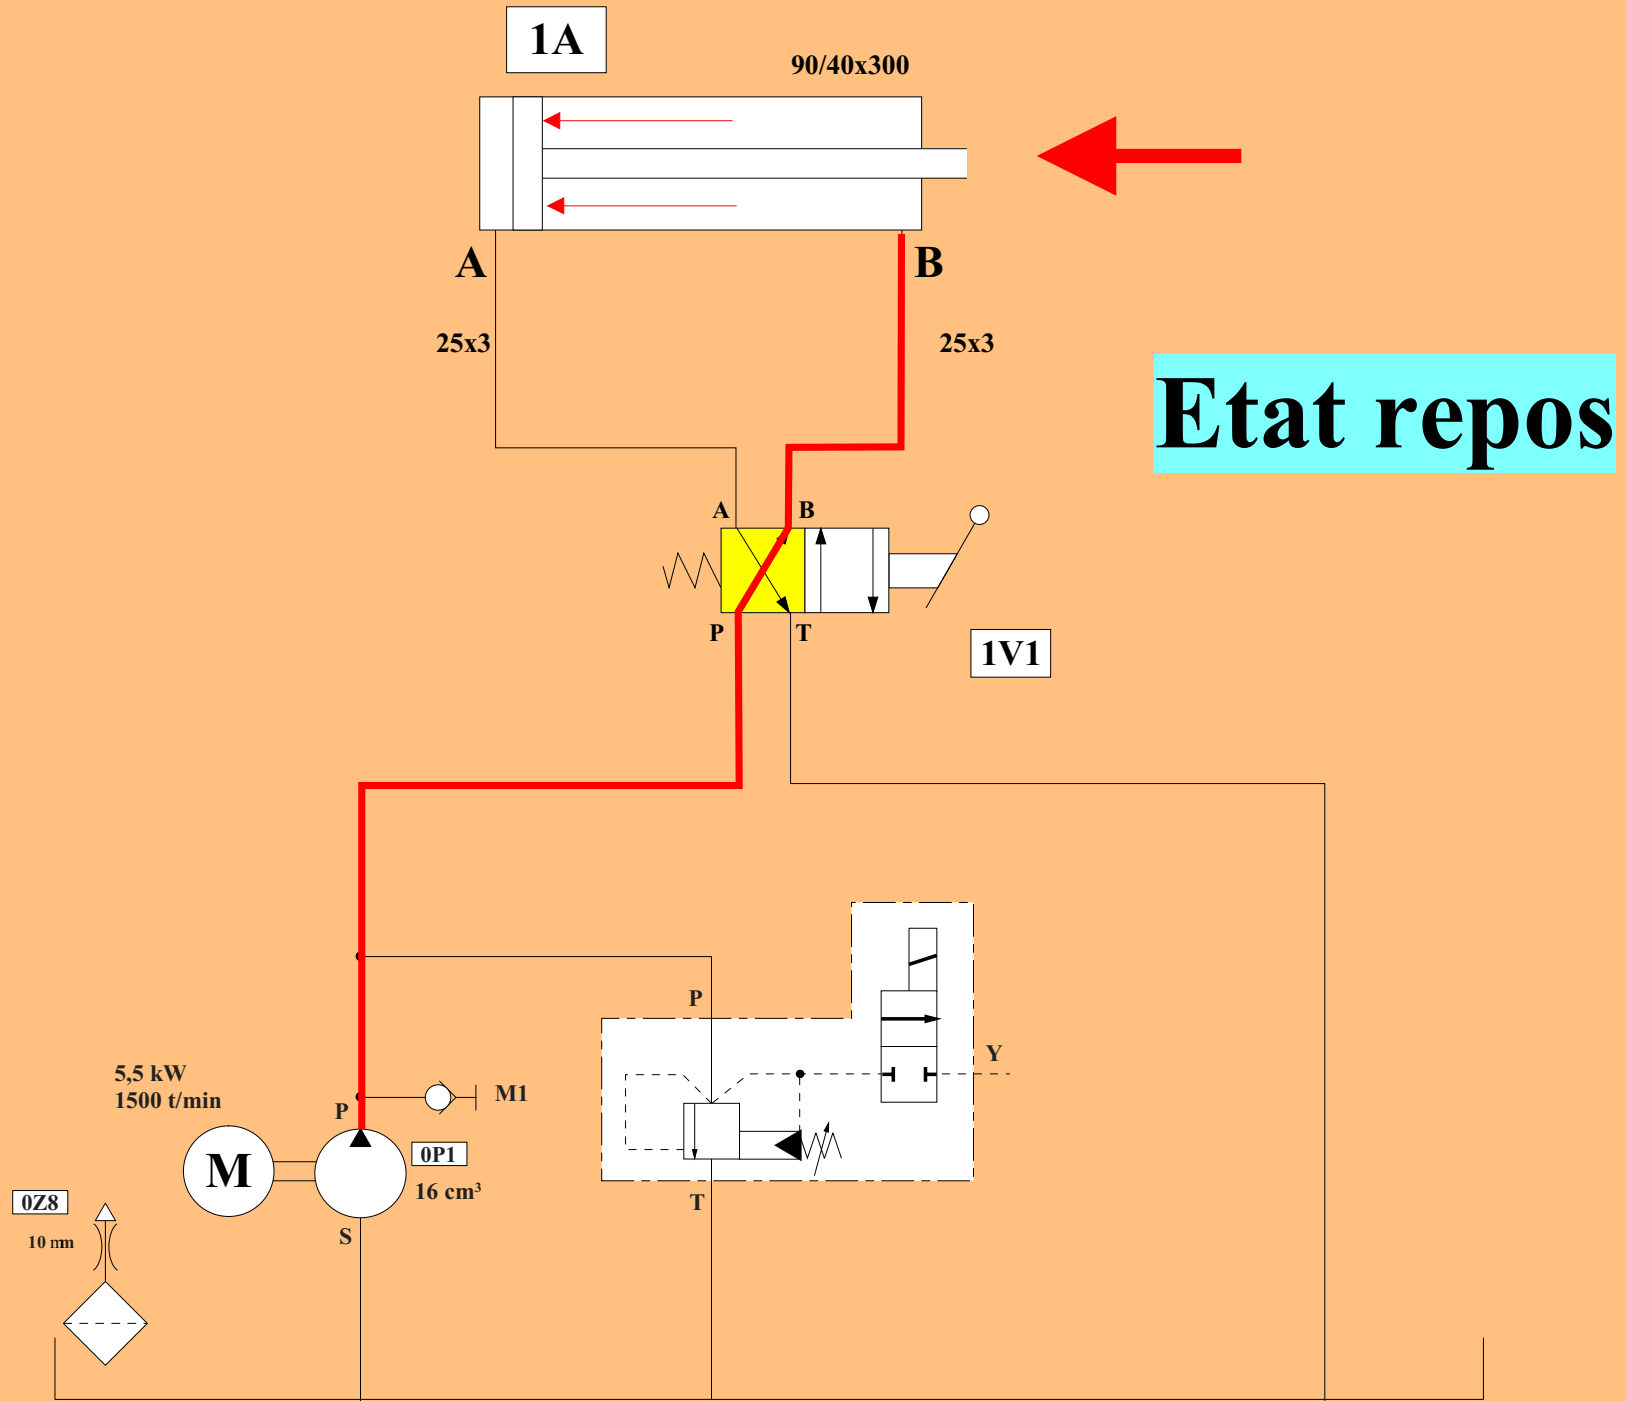 1A
90/40x300
A
B
25x3
25x3
Etat repos
A
B
P
T
1V1
P
Y
5,5 kW
1500 t/min
P
M1
M
0P1
16 cm³
0Z8
T
S
10 mm